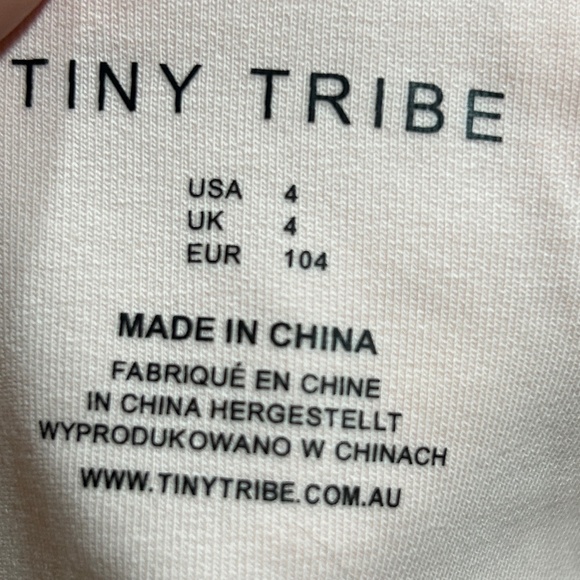 TINY TRIBE
USA 4
UK 4
EUR 104
MADE IN CHINA
FABRIQUÉ EN CHINE
IN CHINA HERGESTELLT
WYPRODUKOWANO W CHINACH
WWW.TINYTRIBE.COM.AU